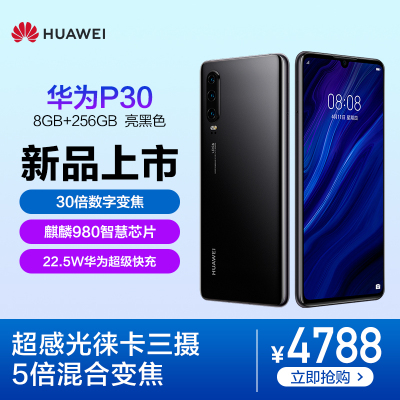 HUAWEI
华为P30
8GB+256GB 亮黑色
新品上市
30倍数字变焦
麒麟980智慧芯片
22.5W华为超级快充
HUAWEI
08:08
超感光徕卡三摄
5倍混合变焦
¥4788
立即抢购 >